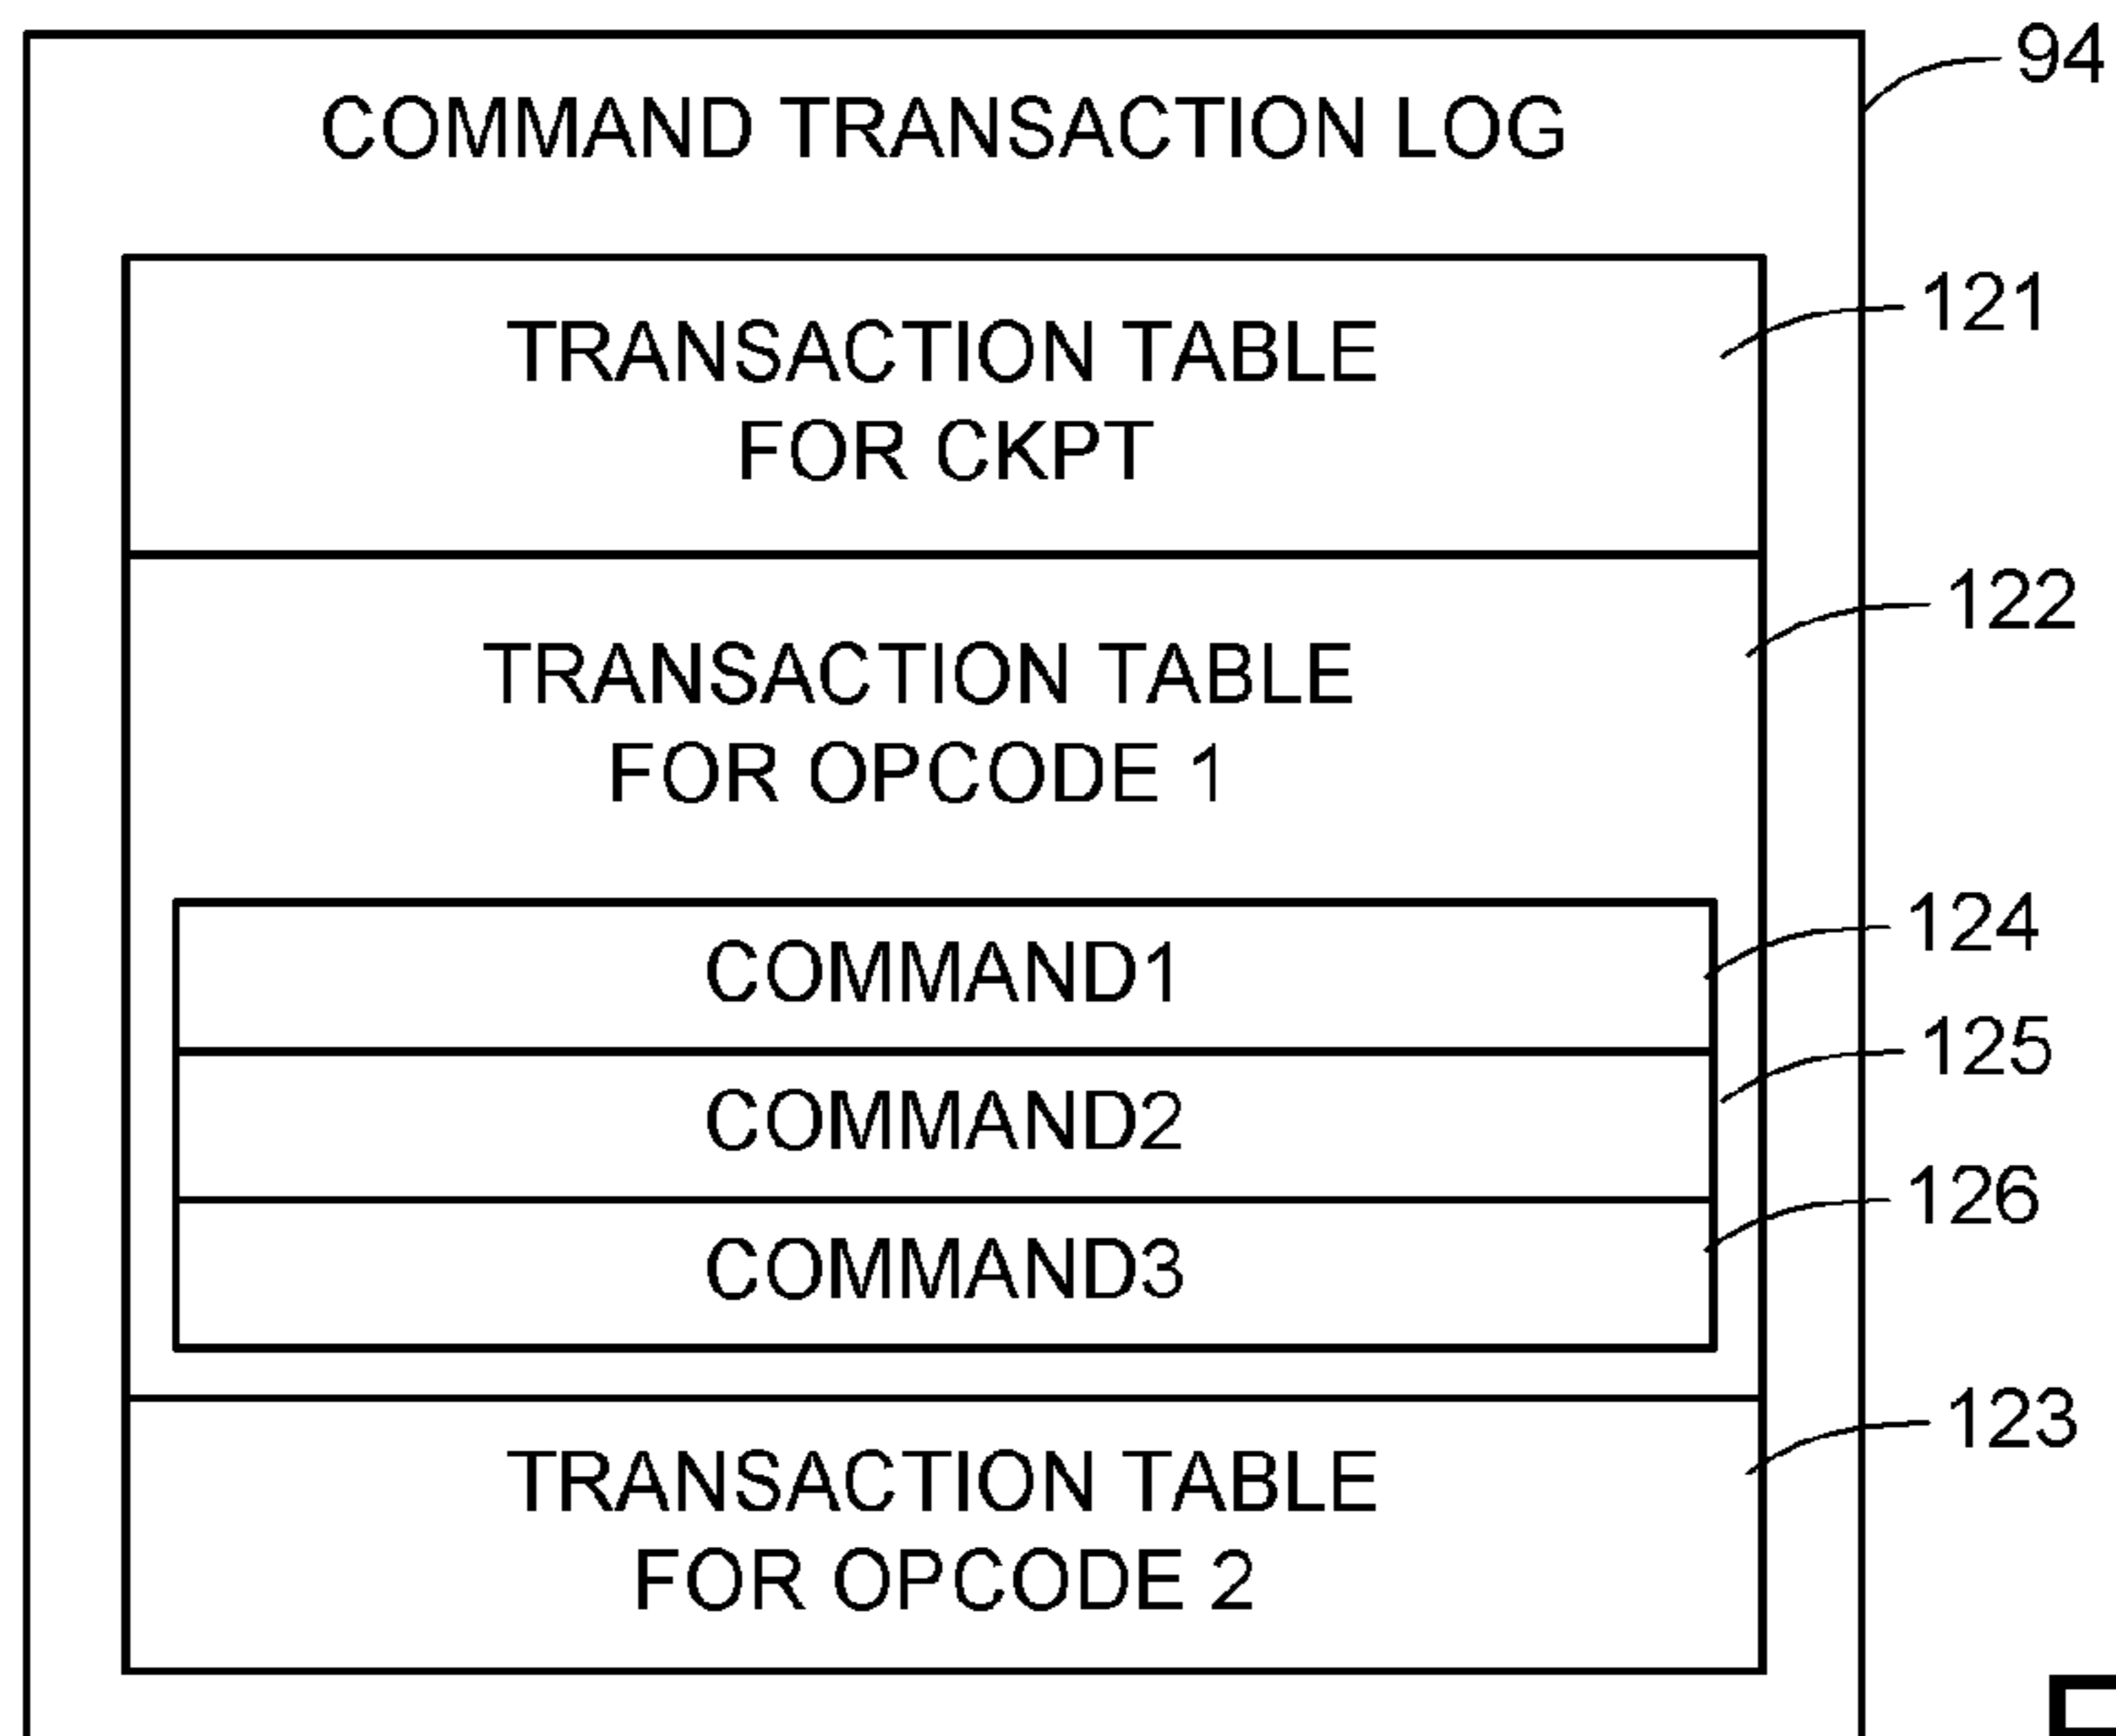 COMMAND TRANSACTION LOG
94
TRANSACTION TABLE
FOR CKPT
121
TRANSACTION TABLE
FOR OPCODE 1
122
COMMAND1
124
COMMAND2
125
COMMAND3
126
TRANSACTION TABLE
FOR OPCODE 2
123